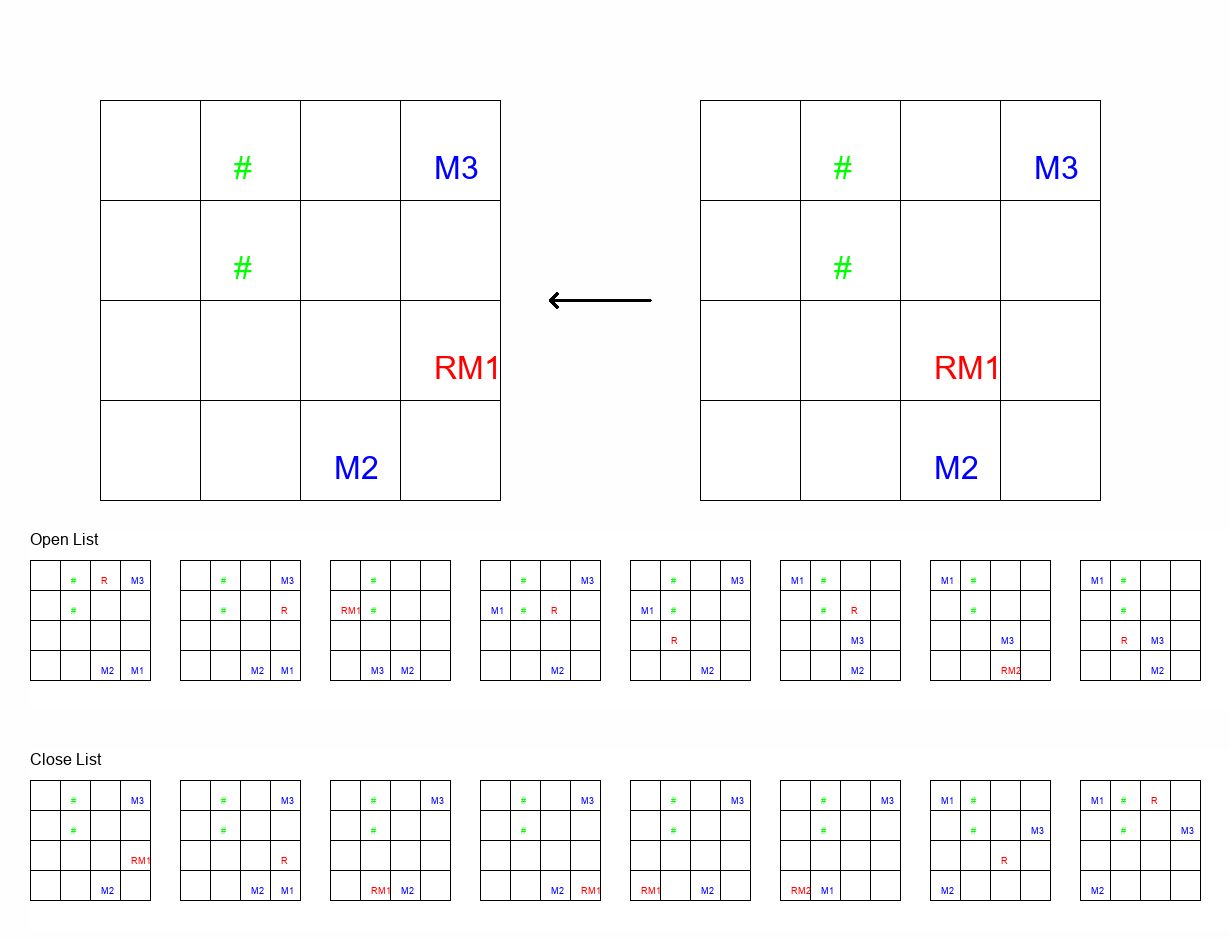 # M3 # M3
# #
RM1 RM1
M2 M2
Open List
# R M3 # M3 # # M3 # M3 M1 # M1 # M1 #
# # R RM1 # M1 # R M1 # # R # #
R M3 M3 R M3
M2 M1 M2 M1 M3 M2 M2 M2 M2 RM2 M2
Close List
# M3 # M3 # M3 # M3 # M3 # M3 M1 # M1 # R
# # # # # # # M3 # M3
RM1 R R
M2 M2 M1 RM1 M2 M2 RM1 RM1 M2 RM2 M1 M2 M2